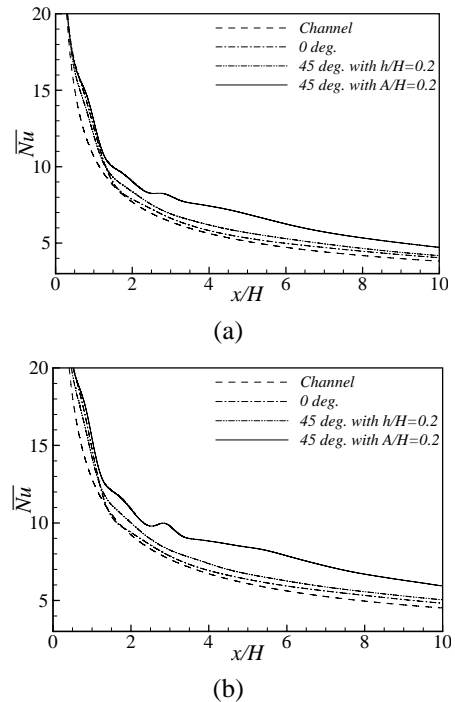 20
Channel
0 deg.
45 deg. with h/H=0.2
45 deg. with A/H=0.2
15
Nu
10
5
0 2 4 6 8 10
x/H
(a)
20
Channel
0 deg.
45 deg. with h/H=0.2
45 deg. with A/H=0.2
15
Nu
10
5
0 2 4 6 8 10
x/H
(b)